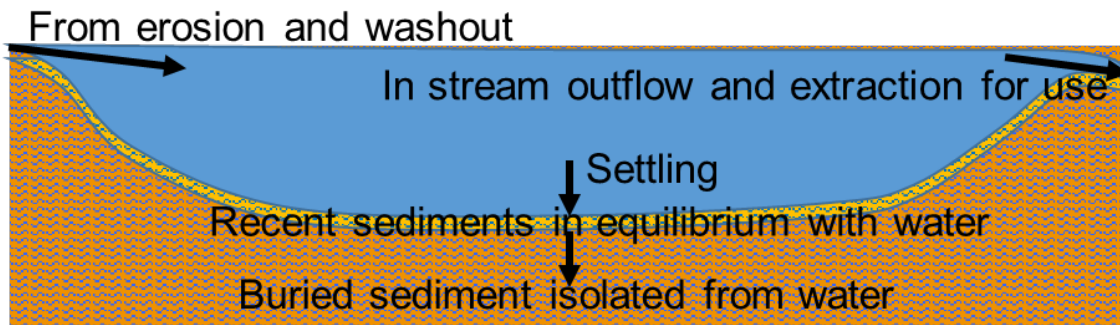 From erosion and washout
In stream outflow and extraction for use
Settling
Recent sediments in equilibrium with water
Buried sediment isolated from water